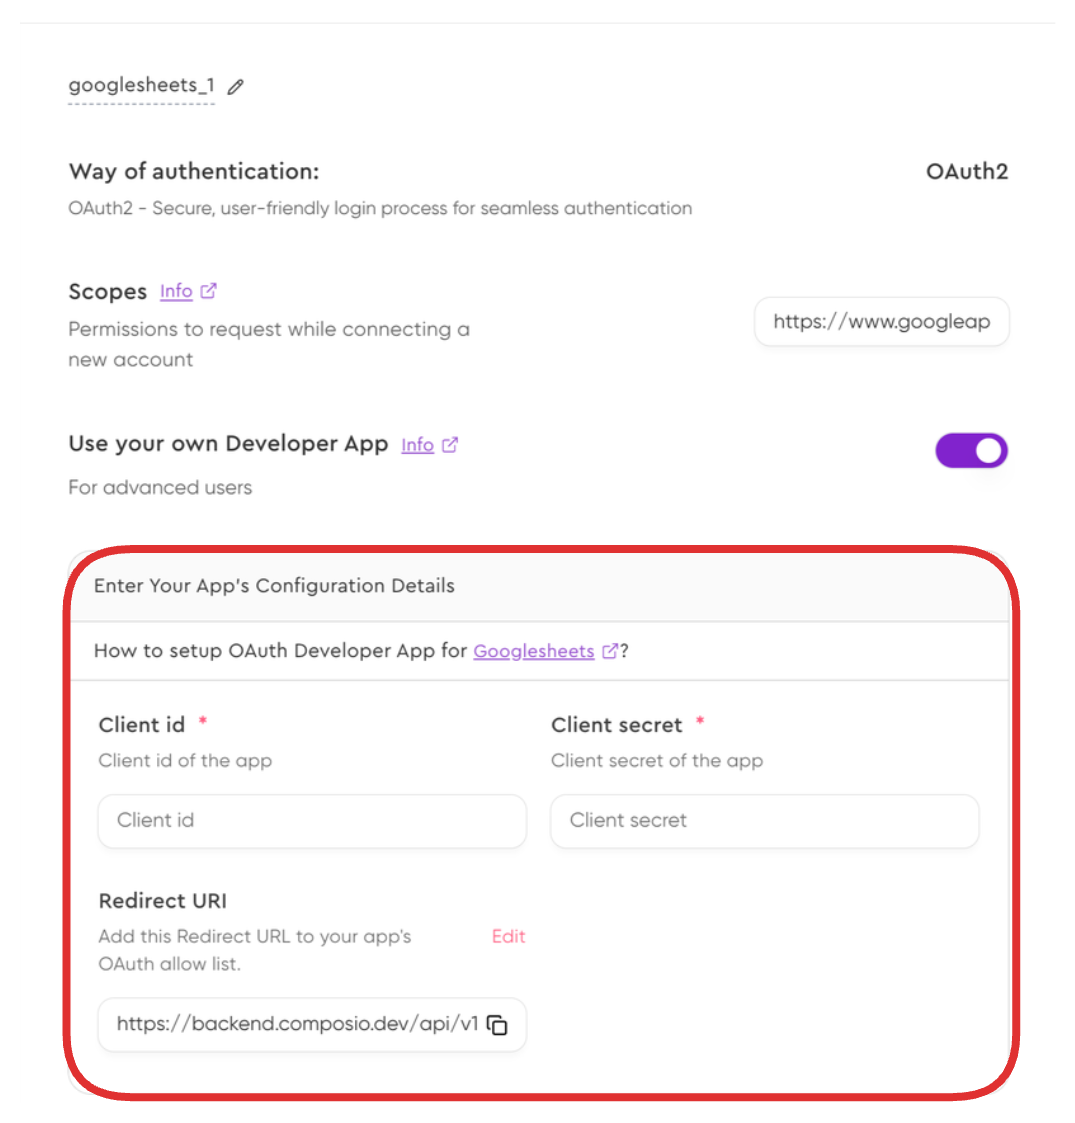 googlesheets_1
Way of authentication:
OAuth2
OAuth2 - Secure, user-friendly login process for seamless authentication
Scopes Info
Permissions to request while connecting a
new account
https://www.googleap
Use your own Developer App Info
For advanced users
Enter Your App's Configuration Details
How to setup OAuth Developer App for Googlesheets ?
Client id *
Client id of the app
Client id
Client secret *
Client secret of the app
Client secret
Redirect URI
Add this Redirect URL to your app's
OAuth allow list.
Edit
https://backend.composio.dev/api/v1